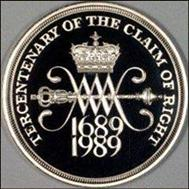 TERCENTENARY OF THE CLAIM OF RIGHT
1689
1989